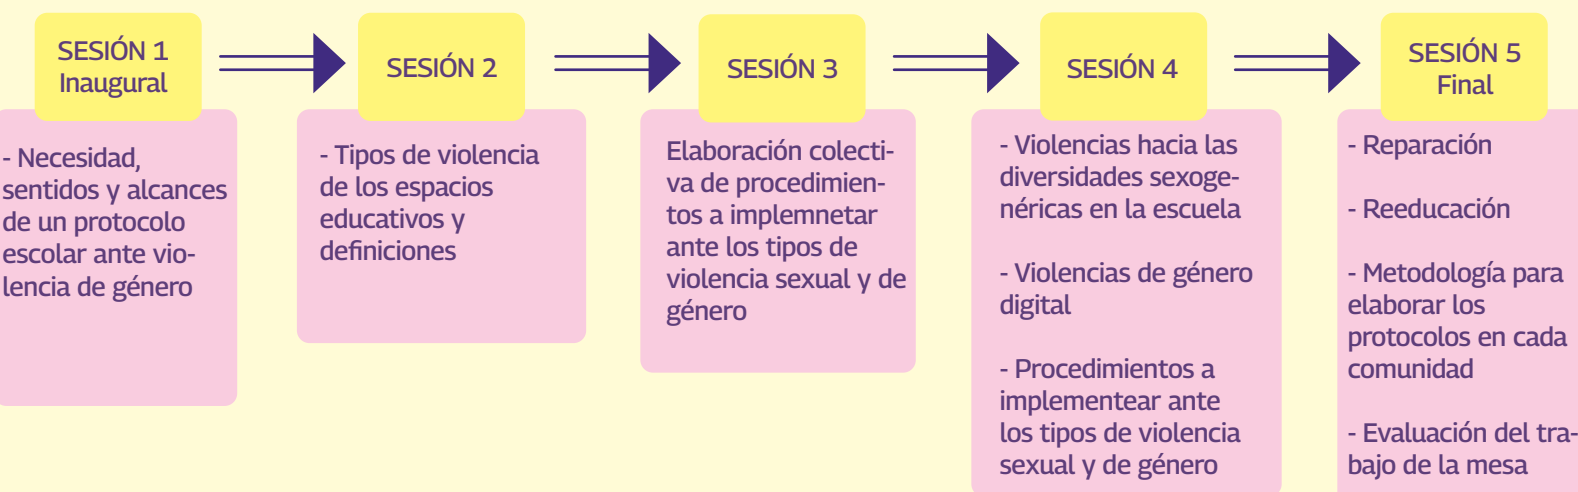 SESIÓN 1
Inaugural
- Necesidad,
sentidos y alcances
de un protocolo
escolar ante vio-
lencia de género
SESIÓN 2
- Tipos de violencia
de los espacios
educativos y
definiciones
SESIÓN 3
Elaboración colecti-
va de procedimien-
tos a implemnetar
ante los tipos de
violencia sexual y de
género
SESIÓN 4
- Violencias hacia las
diversidades sexoge-
néricas en la escuela
- Violencias de género
digital
- Procedimientos a
implementear ante
los tipos de violencia
sexual y de género
SESIÓN 5
Final
- Reparación
- Reeducación
- Metodología para
elaborar los
protocolos en cada
comunidad
- Evaluación del tra-
bajo de la mesa